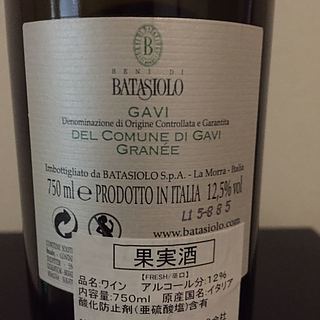 B
BENI DI
BATASIOLO
GAVI
Denominazione di Origine Controllata e Garantita
DEL COMUNE DI GAVI
GRANÉE
Imbottigliato da BATASIOLO S.p.A. - La Morra - Italia
750 ml e PRODOTTO IN ITALIA 12,5% vol
L1 5-885
www.batasiolo.com
果実酒
【FRESH/辛口】
品名:ワイン アルコール分:12%
内容量:750ml 原産国名:イタリア
酸化防止剤(亜硫酸塩)含有